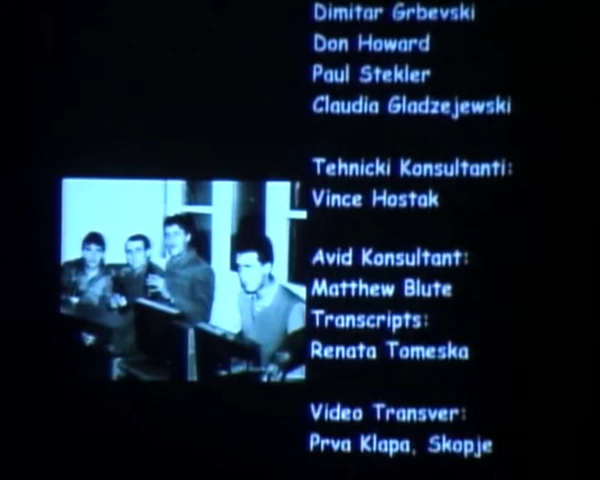 Dimitar Grbevski
Don Howard
Paul Stekler
Claudia Gladzejewski
Tehnicki Konsultanti:
Vince Hostak
Avid Konsultant:
Matthew Blute
Transcripts:
Renata Tomeska
Video Transver:
Prva Klapa, Skopje